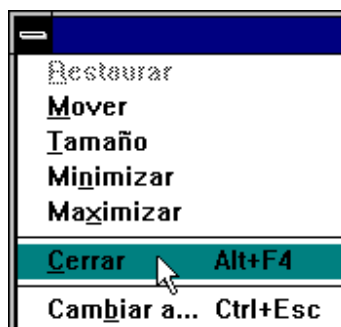 Restaurar
Mover
Tamaño
Minimizar
Maximizar
Cerrar Alt+F4
Cambiar a... Ctrl+Esc